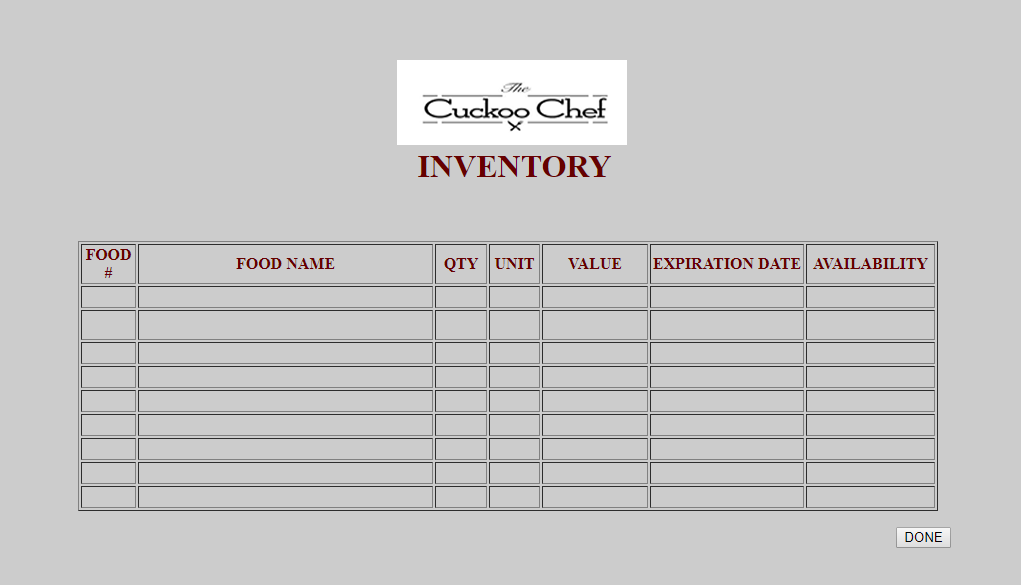 The
Cuckoo Chef
INVENTORY
FOOD # FOOD NAME QTY UNIT VALUE EXPIRATION DATE AVAILABILITY
DONE